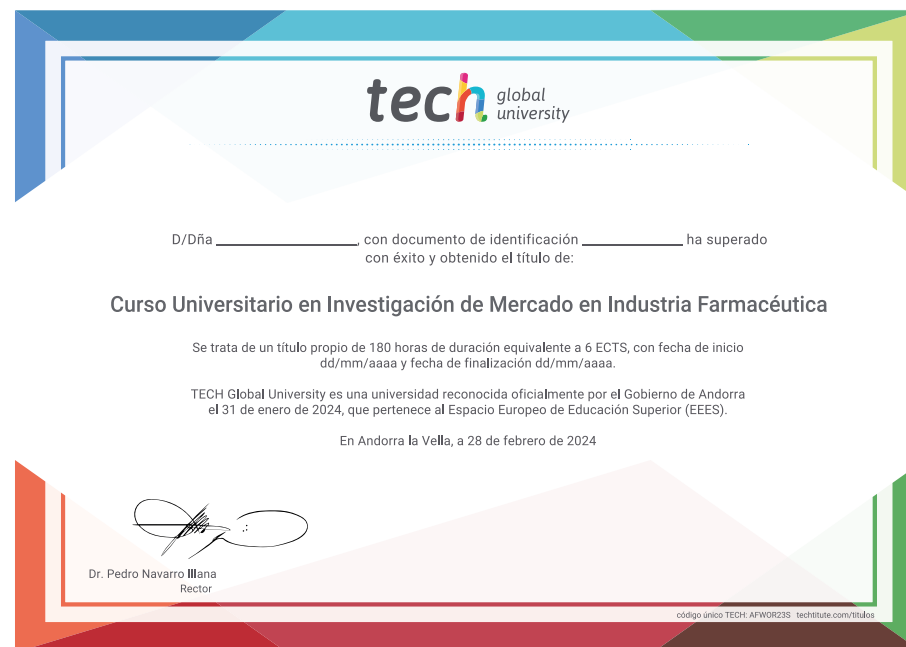 tech global university
D/Dña ____________________, con documento de identificación ______________ ha superado
con éxito y obtenido el título de:
Curso Universitario en Investigación de Mercado en Industria Farmacéutica
Se trata de un título propio de 180 horas de duración equivalente a 6 ECTS, con fecha de inicio
dd/mm/aaaa y fecha de finalización dd/mm/aaaa.
TECH Global University es una universidad reconocida oficialmente por el Gobierno de Andorra
el 31 de enero de 2024, que pertenece al Espacio Europeo de Educación Superior (EEES).
En Andorra la Vella, a 28 de febrero de 2024
Dr. Pedro Navarro Illana
Rector
código único TECH: AFWOR23S techtitute.com/titulos